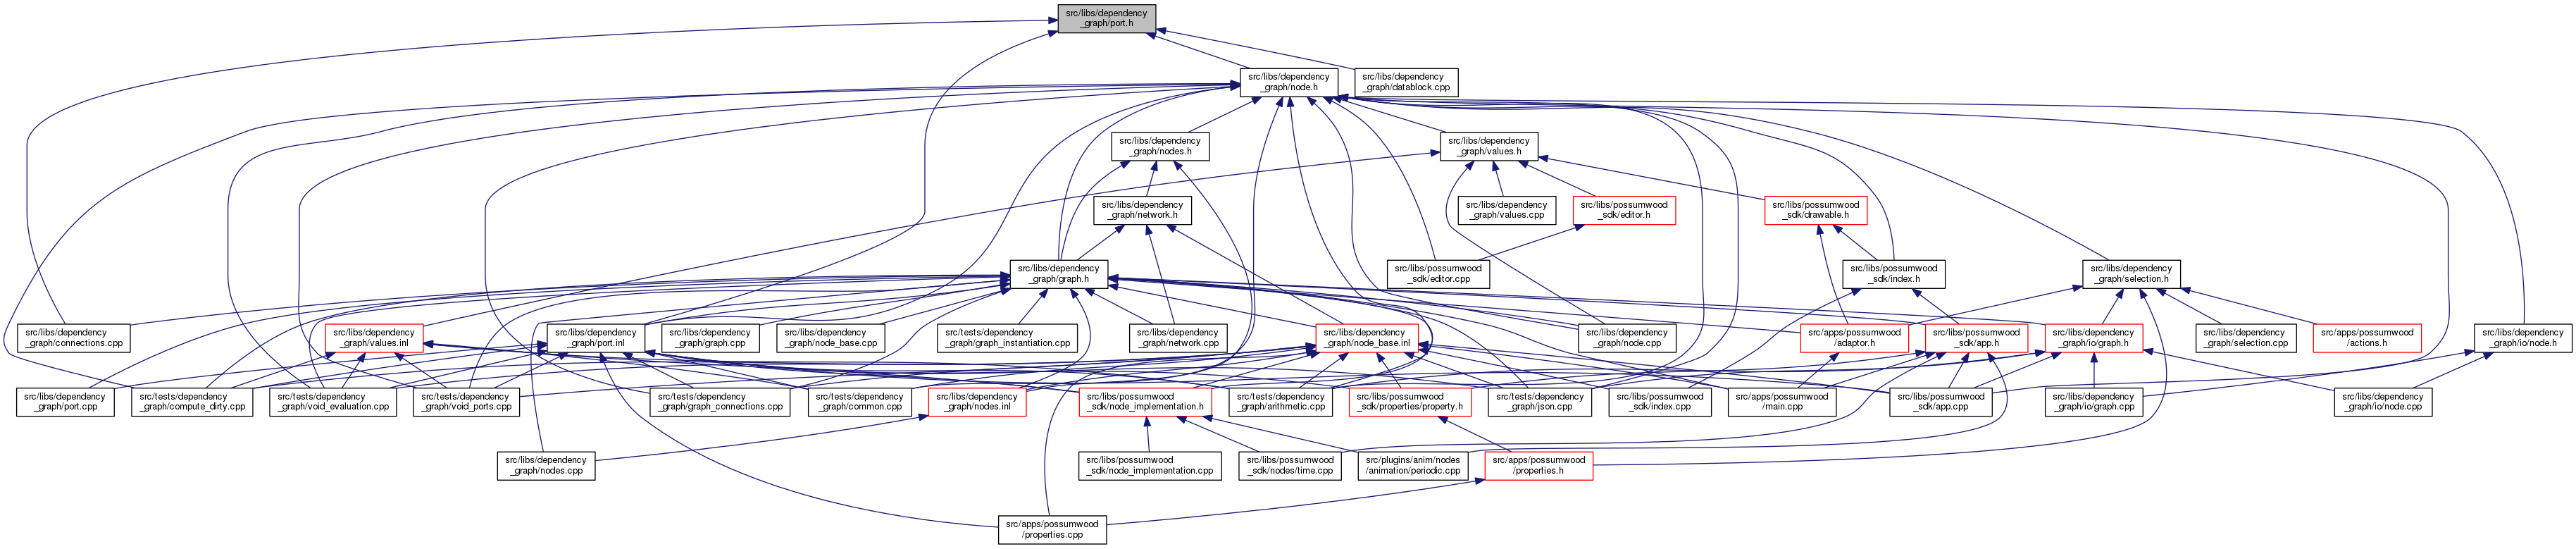 src/libs/dependency
_graph/port.h
src/libs/dependency
_graph/node.h
src/libs/dependency
_graph/datablock.cpp
src/libs/dependency
_graph/nodes.h
src/libs/dependency
_graph/values.h
src/libs/dependency
_graph/network.h
src/libs/dependency
_graph/values.cpp
src/libs/possumwood
_sdk/editor.h
src/libs/possumwood
_sdk/drawable.h
src/libs/dependency
_graph/graph.h
src/libs/possumwood
_sdk/editor.cpp
src/libs/possumwood
_sdk/index.h
src/libs/dependency
_graph/selection.h
src/libs/dependency
_graph/connections.cpp
src/libs/dependency
_graph/values.inl
src/libs/dependency
_graph/port.inl
src/libs/dependency
_graph/graph.cpp
src/libs/dependency
_graph/node_base.cpp
src/tests/dependency
_graph/graph_instantiation.cpp
src/libs/dependency
_graph/network.cpp
src/libs/dependency
_graph/node_base.inl
src/libs/dependency
_graph/node.cpp
src/apps/possumwood
/adaptor.h
src/libs/possumwood
_sdk/app.h
src/libs/dependency
_graph/io/graph.h
src/libs/dependency
_graph/selection.cpp
src/apps/possumwood
/actions.h
src/libs/dependency
_graph/io/node.h
src/libs/dependency
_graph/port.cpp
src/tests/dependency
_graph/compute_dirty.cpp
src/tests/dependency
_graph/void_evaluation.cpp
src/tests/dependency
_graph/void_ports.cpp
src/tests/dependency
_graph/graph_connections.cpp
src/tests/dependency
_graph/common.cpp
src/libs/dependency
_graph/nodes.inl
src/libs/possumwood
_sdk/node_implementation.h
src/tests/dependency
_graph/arithmetic.cpp
src/libs/possumwood
_sdk/properties/property.h
src/tests/dependency
_graph/json.cpp
src/libs/possumwood
_sdk/index.cpp
src/apps/possumwood
/main.cpp
src/libs/possumwood
_sdk/app.cpp
src/libs/dependency
_graph/io/graph.cpp
src/libs/dependency
_graph/io/node.cpp
src/libs/dependency
_graph/nodes.cpp
src/libs/possumwood
_sdk/node_implementation.cpp
src/libs/possumwood
_sdk/nodes/time.cpp
src/plugins/anim/nodes
/animation/periodic.cpp
src/apps/possumwood
/properties.h
src/apps/possumwood
/properties.cpp